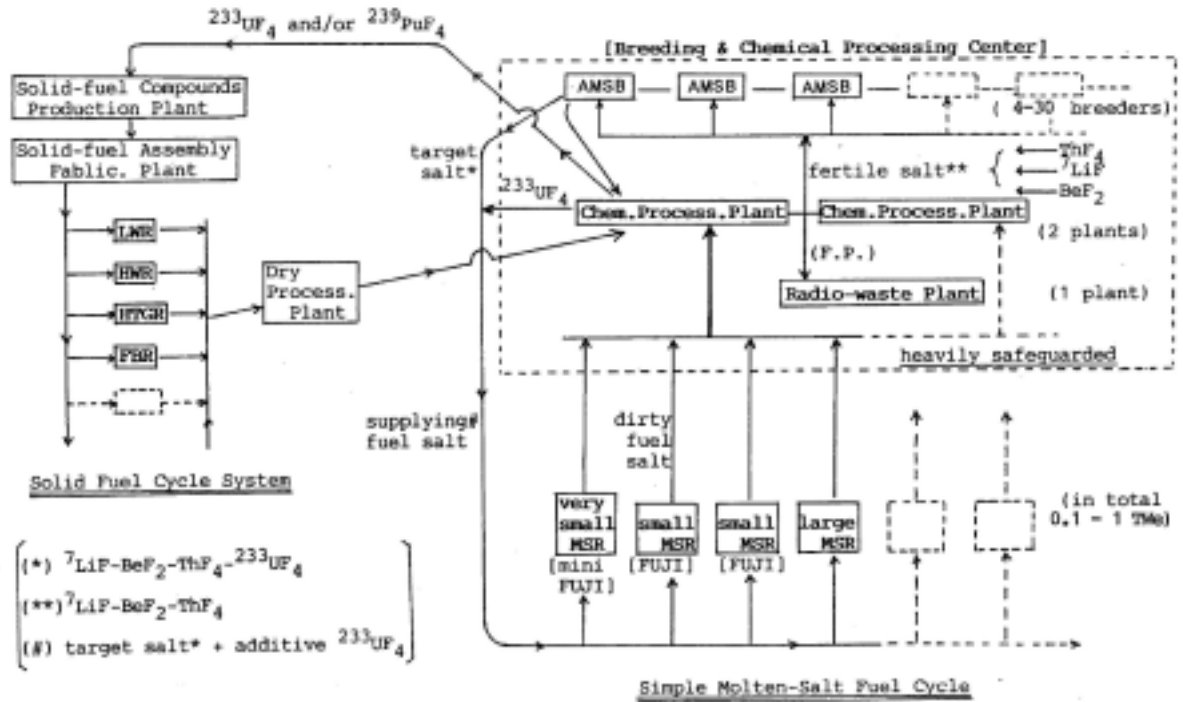 ²³³UF₄ and/or ²³⁹PuF₄
[Breeding & Chemical Processing Center]
Solid-fuel Compounds
Production Plant
Solid-fuel Assembly
Fablic. Plant
LWR
HWR
HTGR
FBR
Dry
Process.
Plant
Solid Fuel Cycle System
AMSB
AMSB
AMSB
( 4-30 breeders)
target
salt*
fertile salt**
ThF₄
⁷LiF
BeF₂
²³³UF₄
Chem.Process.Plant
Chem.Process.Plant
(2 plants)
(F.P.)
Radio-waste Plant
(1 plant)
heavily safeguarded
supplying#
fuel salt
dirty
fuel
salt
very
small
MSR
[mini
FUJI]
small
MSR
[FUJI]
small
MSR
[FUJI]
large
MSR
(in total
0.1 - 1 TWe)
(*) ⁷LiF-BeF₂-ThF₄-²³³UF₄
(**)⁷LiF-BeF₂-ThF₄
(#) target salt* + additive ²³³UF₄
Simple Molten-Salt Fuel Cycle